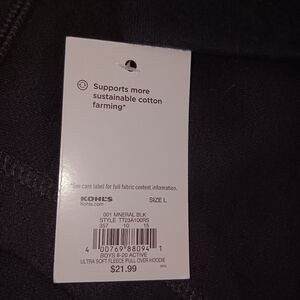 Supports more
sustainable cotton
farming*
*See care label for full fabric content information.
KOHL'S
Kohls.com
SIZE L
001 MNERAL BLK
STYLE TT23A100RS
357 10 15
4 00769 88094 1
BOYS 8-20 ACTIVE
ULTRA SOFT FLEECE PULL OVER HOODIE
$21.99